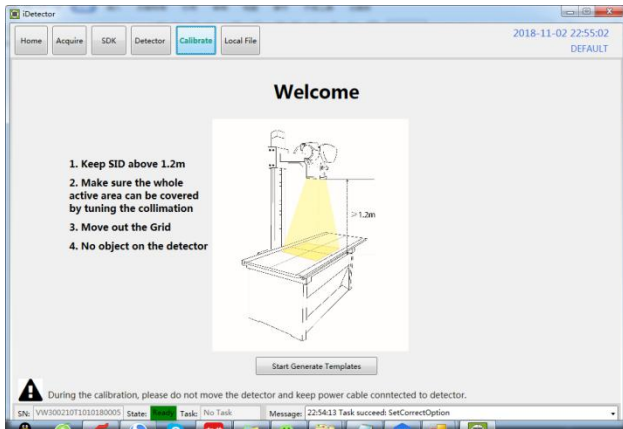 iDetector
Home Acquire SDK Detector Calibrate Local File
2018-11-02 22:55:02
DEFAULT
Welcome
1. Keep SID above 1.2m
2. Make sure the whole
active area can be covered
by tuning the collimation
3. Move out the Grid
4. No object on the detector
≥1.2m
Start Generate Templates
During the calibration, please do not move the detector and keep power cable conntected to detector.
SN: VW300210T1010180005 State: Ready Task: No Task Message: 22:54:13 Task succeed: SetCorrectOption